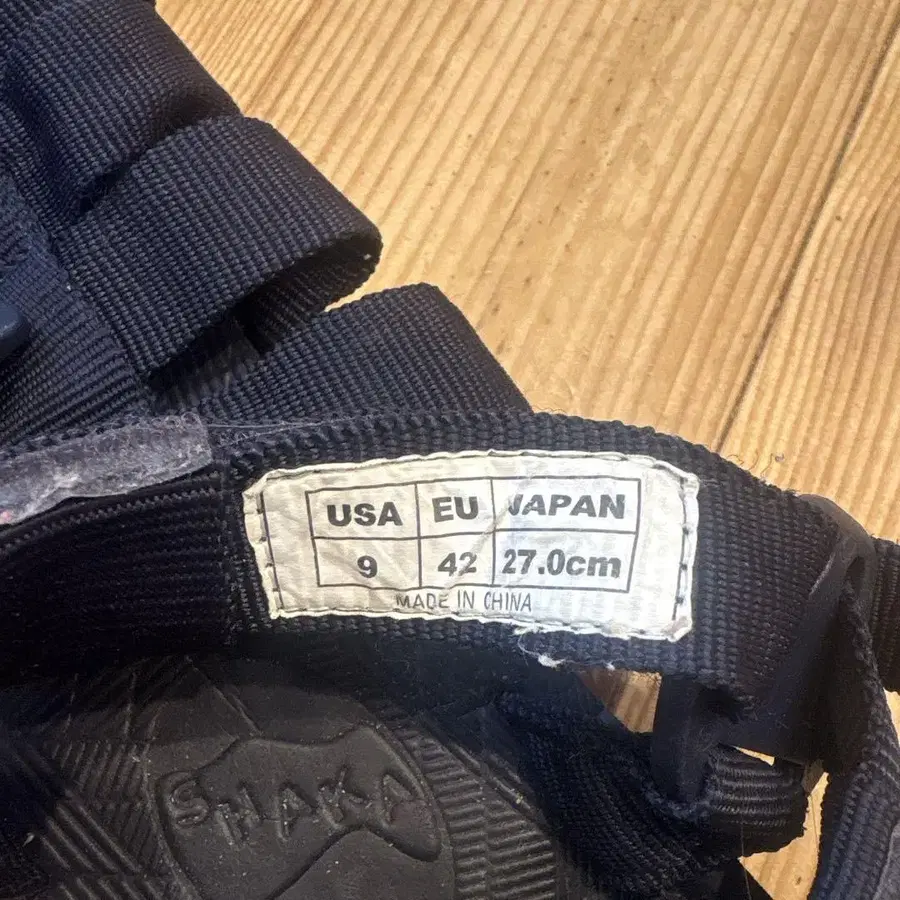 USA EU JAPAN
9 42 27.0cm
MADE IN CHINA
SHAKA